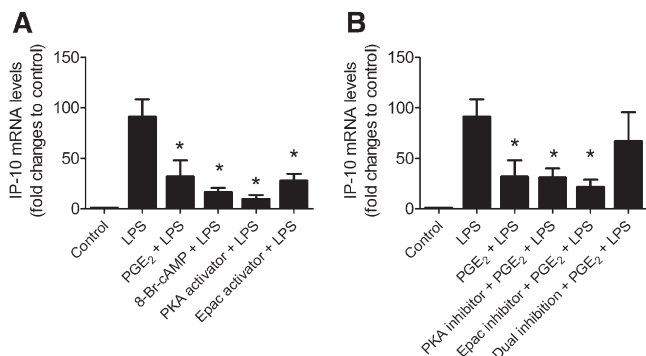 A
IP-10 mRNA levels
(fold changes to control)
150
100
50
0
*
*
*
*
Control
LPS
PGE₂ + LPS
8-Br-cAMP + LPS
PKA activator + LPS
Epac activator + LPS
B
IP-10 mRNA levels
(fold changes to control)
150
100
50
0
*
*
*
Control
LPS
PGE₂ + LPS
PKA inhibitor + PGE₂ + LPS
Epac inhibitor + PGE₂ + LPS
Dual inhibition + PGE₂ + LPS